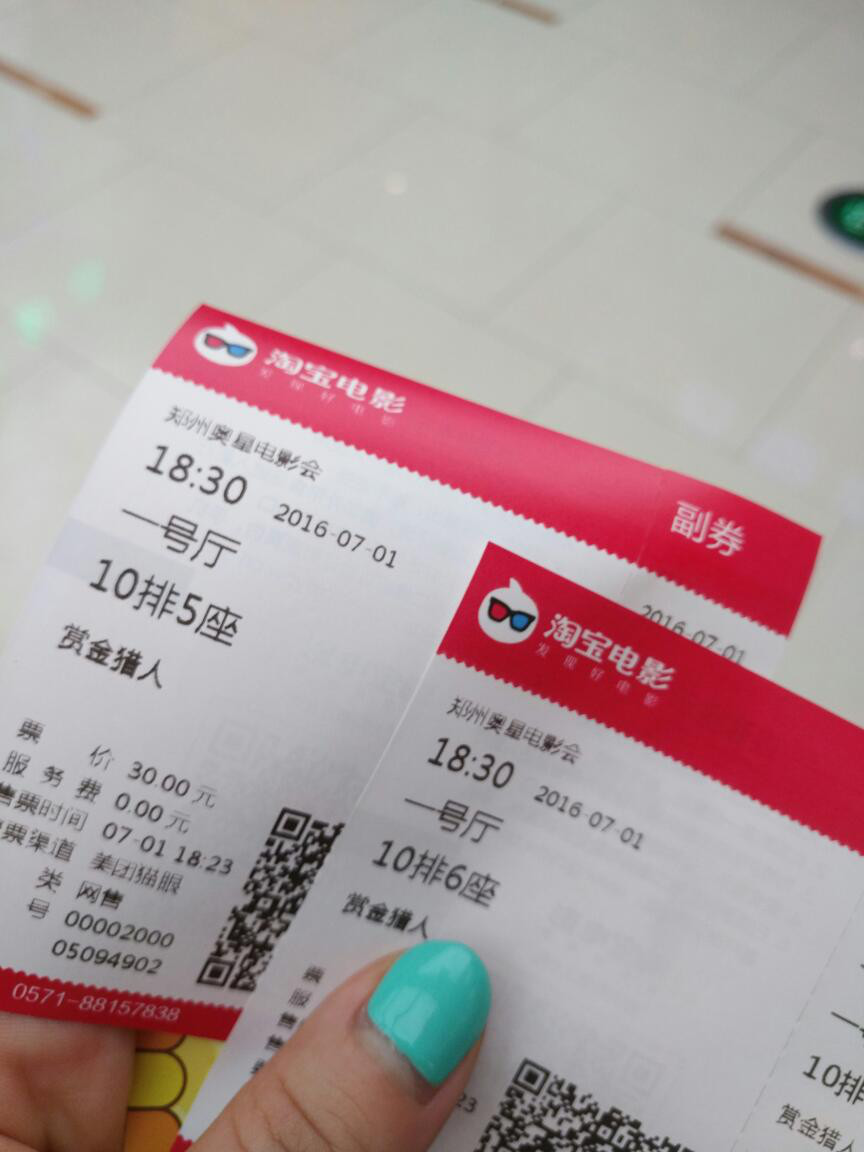 淘宝电影
发现好电影
郑州奥星电影会
18:30 2016-07-01
一号厅
10排5座
赏金猎人
票价 30.00元
服务费 0.00元
售票时间 07-01 18:23
票渠道 美团猫眼
类 网售
号 00002000
05094902
0571-88157838
副券
2016-07-01
淘宝电影
发现好电影
郑州奥星电影会
18:30 2016-07-01
一号厅
10排6座
赏金猎人
票
服
售
23
一
10排
赏金猎人